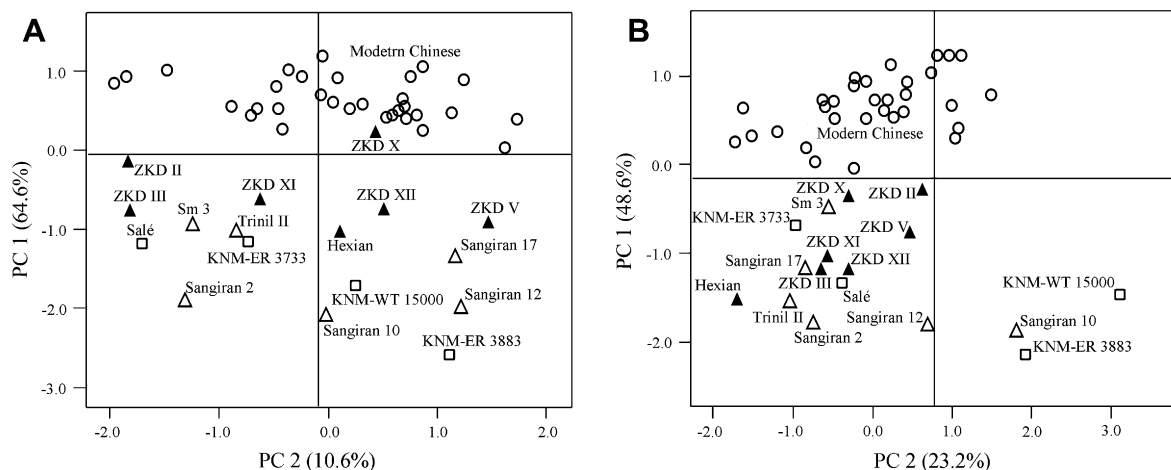 A
Modetrn Chinese
1.0
0.0
-1.0
-2.0
-3.0
PC 1 (64.6%)
ZKD X
ZKD II
ZKD III
ZKD XI
ZKD XII
ZKD V
Sm 3
Trinil II
Salé
Hexian
Sangiran 17
KNM-ER 3733
Sangiran 2
KNM-WT 15000
Sangiran 12
Sangiran 10
KNM-ER 3883
-2.0
-1.0
0.0
1.0
2.0
PC 2 (10.6%)
B
1.0
0.0
-1.0
-2.0
PC 1 (48.6%)
Modern Chinese
ZKD X
ZKD II
Sm 3
KNM-ER 3733
ZKD V
ZKD XI
Sangiran 17
ZKD XII
Hexian
ZKD III
Salé
KNM-WT 15000
Trinil II
Sangiran 12
Sangiran 10
Sangiran 2
KNM-ER 3883
-2.0
-1.0
0.0
1.0
2.0
3.0
PC 2 (23.2%)